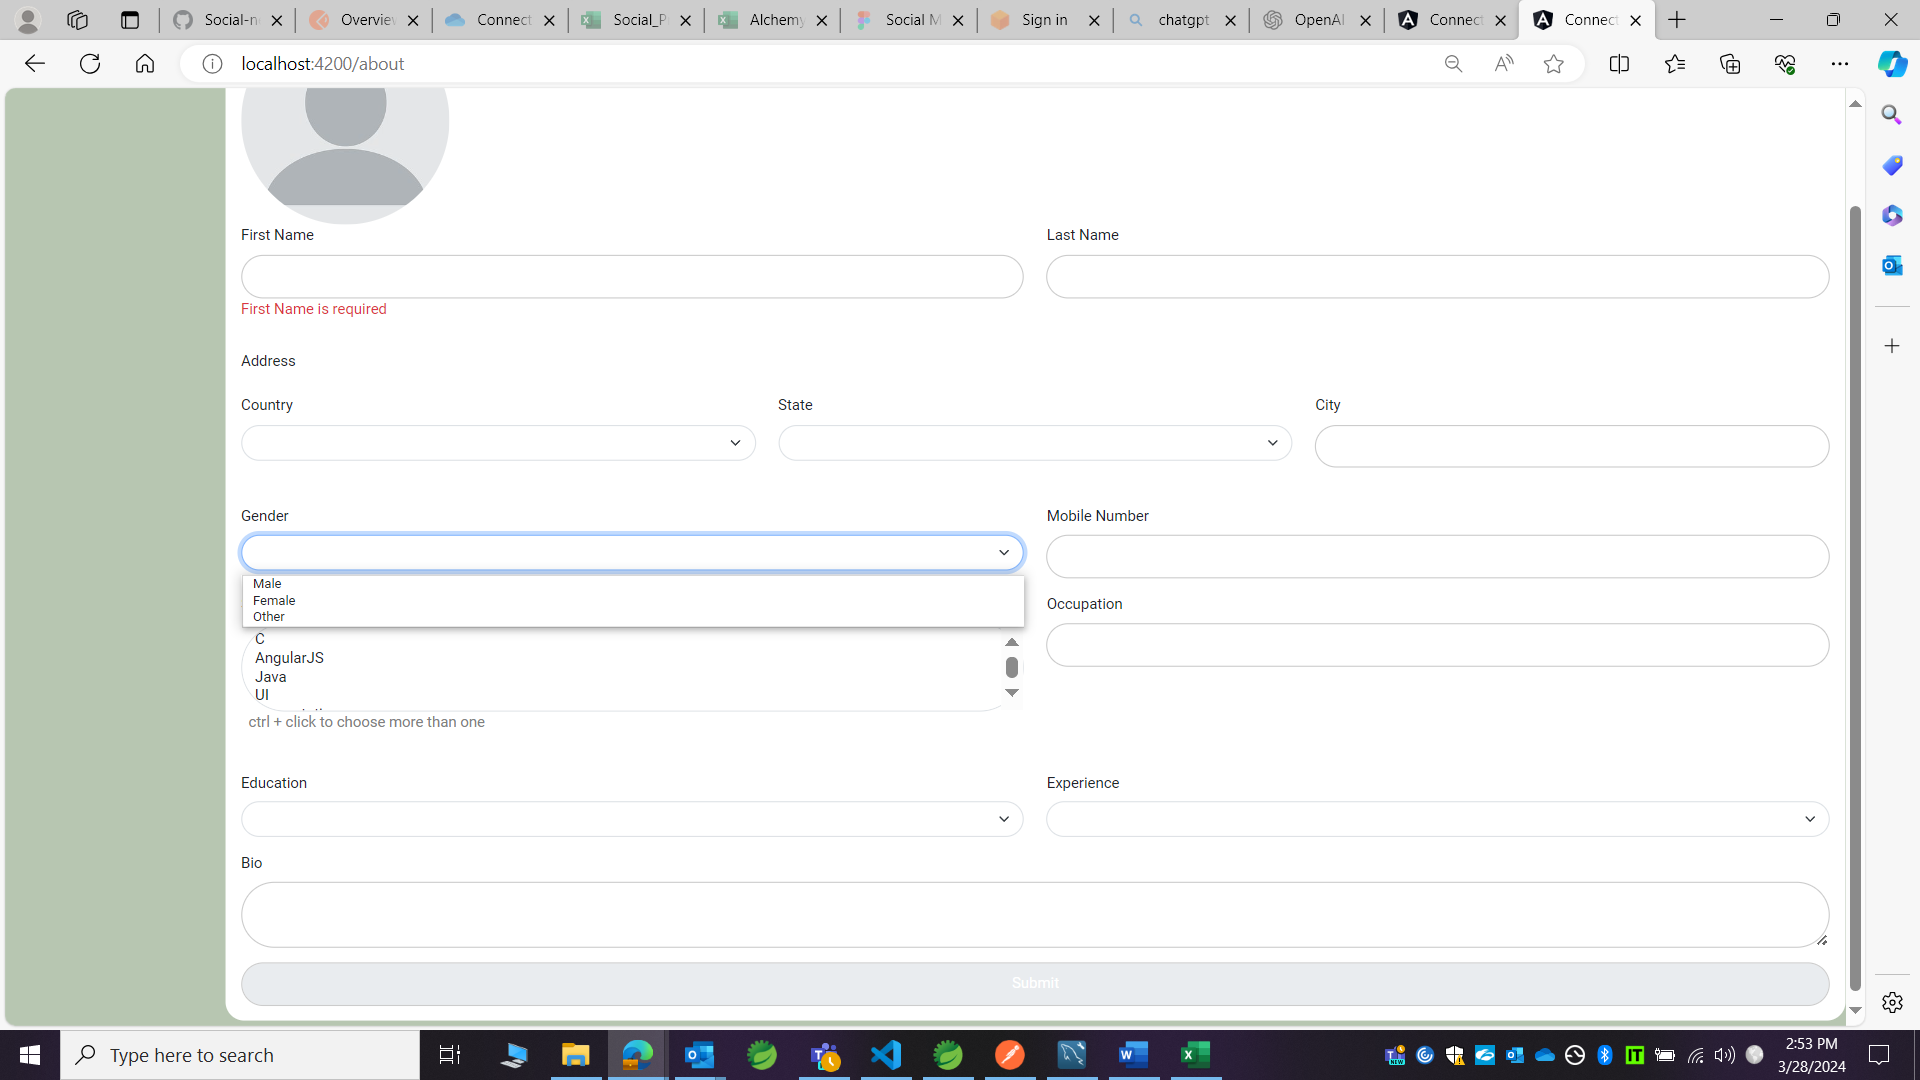 Social-n
Overview
Connect
Social_P
Alchemy
Social M
Sign in
chatgpt
OpenAI
Connect
Connect
localhost:4200/about
First Name
Last Name
First Name is required
Address
Country
State
City
Gender
Mobile Number
Male
Female
Other
Occupation
C
AngularJS
Java
UI
ctrl + click to choose more than one
Education
Experience
Bio
Submit
Type here to search
2:53 PM
3/28/2024